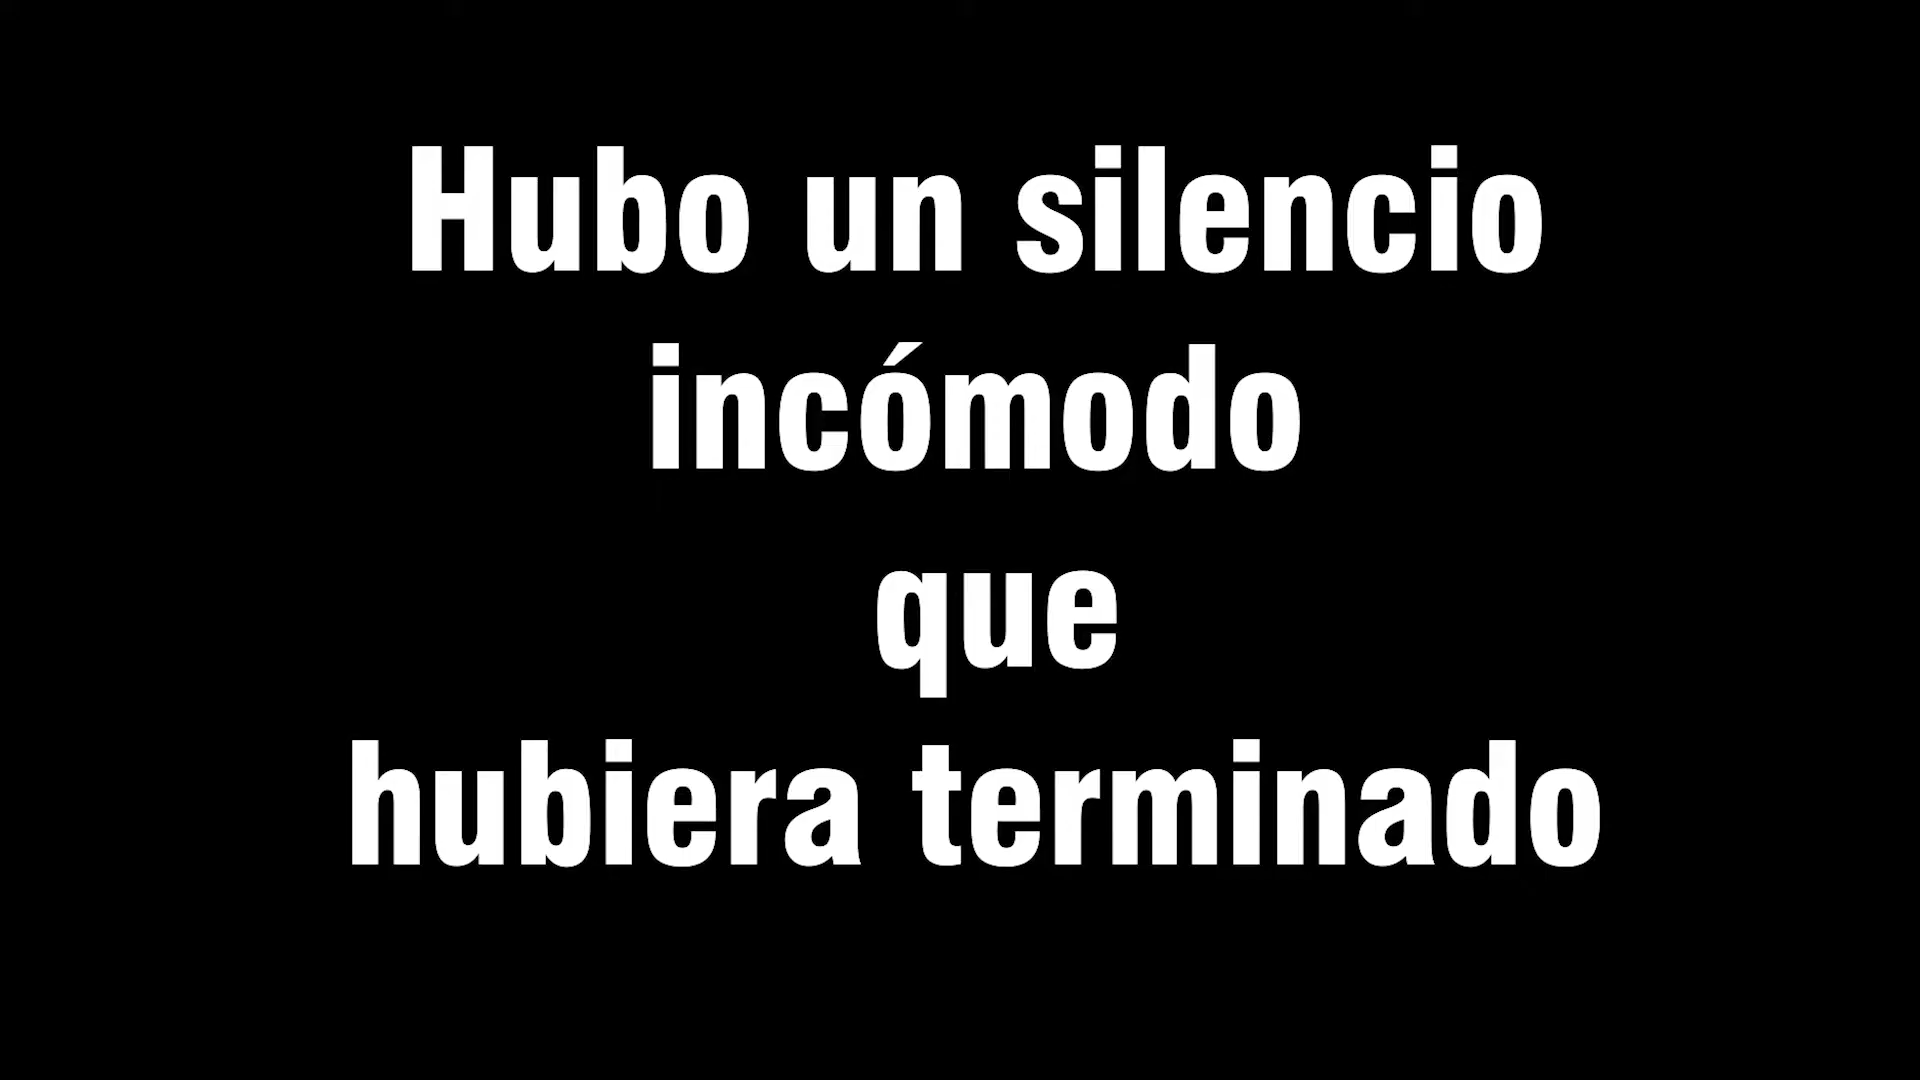 Hubo un silencio
incómodo
que
hubiera terminado